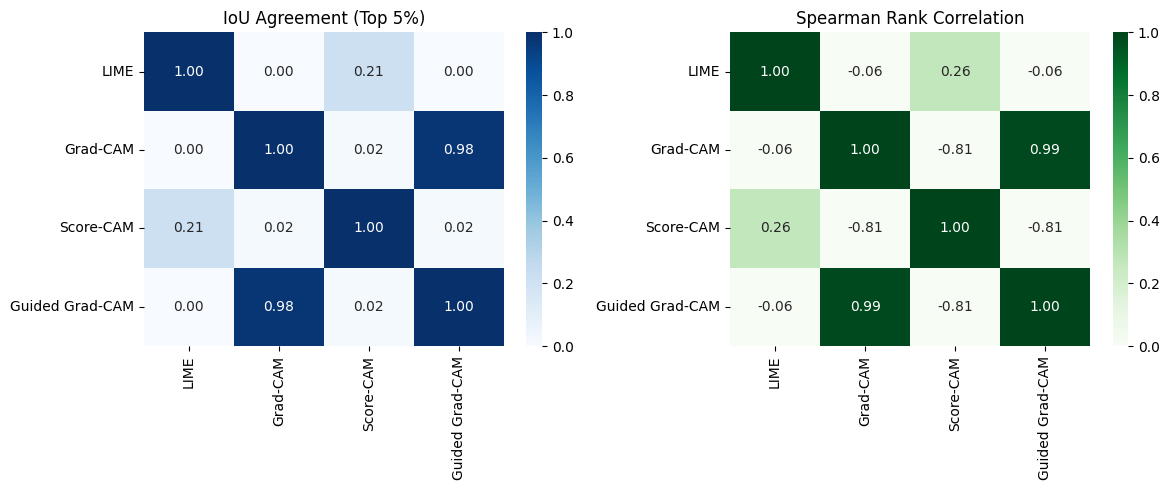 IoU Agreement (Top 5%)
LIME 1.00 0.00 0.21 0.00
Grad-CAM 0.00 1.00 0.02 0.98
Score-CAM 0.21 0.02 1.00 0.02
Guided Grad-CAM 0.00 0.98 0.02 1.00
LIME Grad-CAM Score-CAM Guided Grad-CAM
1.0
0.8
0.6
0.4
0.2
0.0
Spearman Rank Correlation
LIME 1.00 -0.06 0.26 -0.06
Grad-CAM -0.06 1.00 -0.81 0.99
Score-CAM 0.26 -0.81 1.00 -0.81
Guided Grad-CAM -0.06 0.99 -0.81 1.00
LIME Grad-CAM Score-CAM Guided Grad-CAM
1.0
0.8
0.6
0.4
0.2
0.0